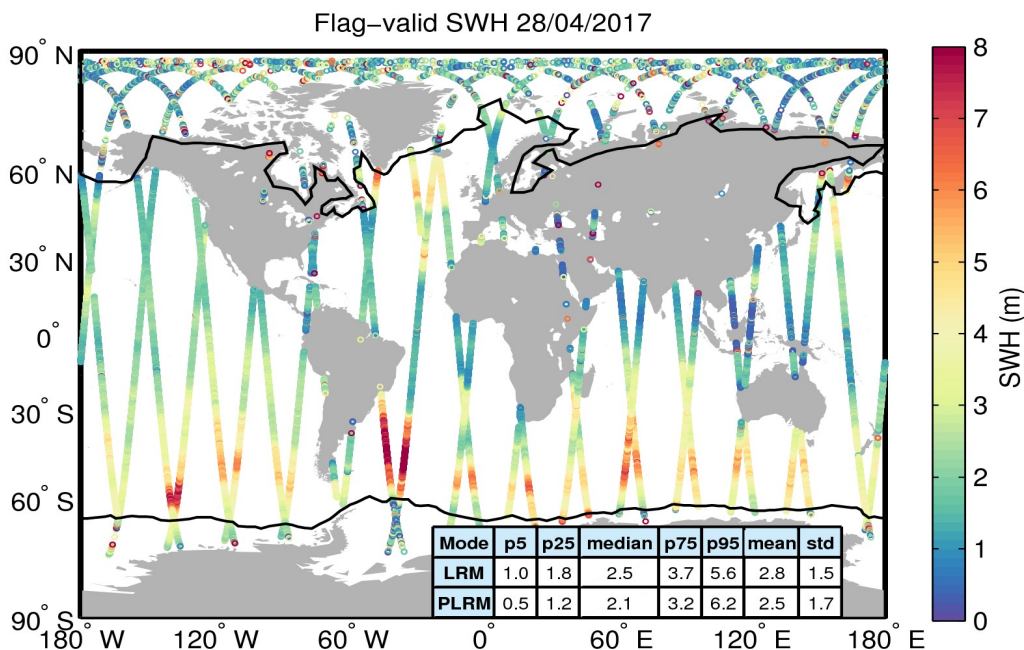 Flag−valid SWH 28/04/2017
90° N
60° N
30° N
0°
30° S
60° S
90° S
180° W
120° W
60° W
0°
60° E
120° E
180° E
Mode p5 p25 median p75 p95 mean std
LRM 1.0 1.8 2.5 3.7 5.6 2.8 1.5
PLRM 0.5 1.2 2.1 3.2 6.2 2.5 1.7
8
7
6
5
4
3
2
1
0
SWH (m)